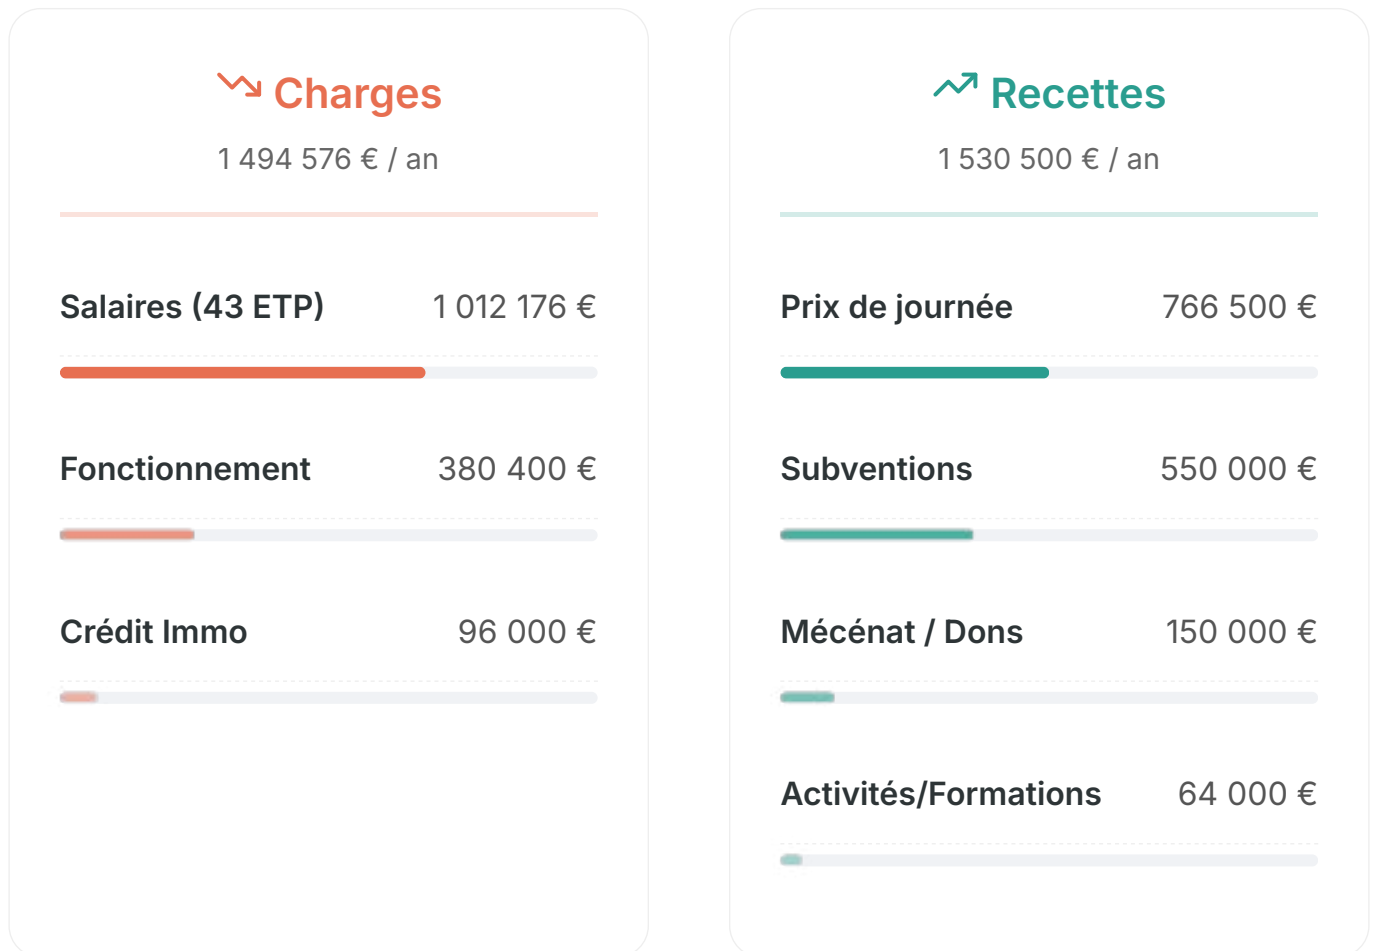 Charges
1 494 576 € / an
Salaires (43 ETP) 1 012 176 €
Fonctionnement 380 400 €
Crédit Immo 96 000 €
Recettes
1 530 500 € / an
Prix de journée 766 500 €
Subventions 550 000 €
Mécénat / Dons 150 000 €
Activités/Formations 64 000 €